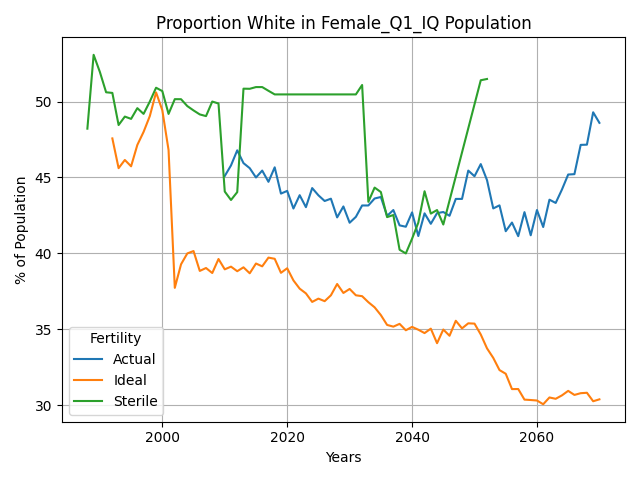 Proportion White in Female_Q1_IQ Population
% of Population
50
45
40
35
30
Fertility
Actual
Ideal
Sterile
2000
2020
2040
2060
Years